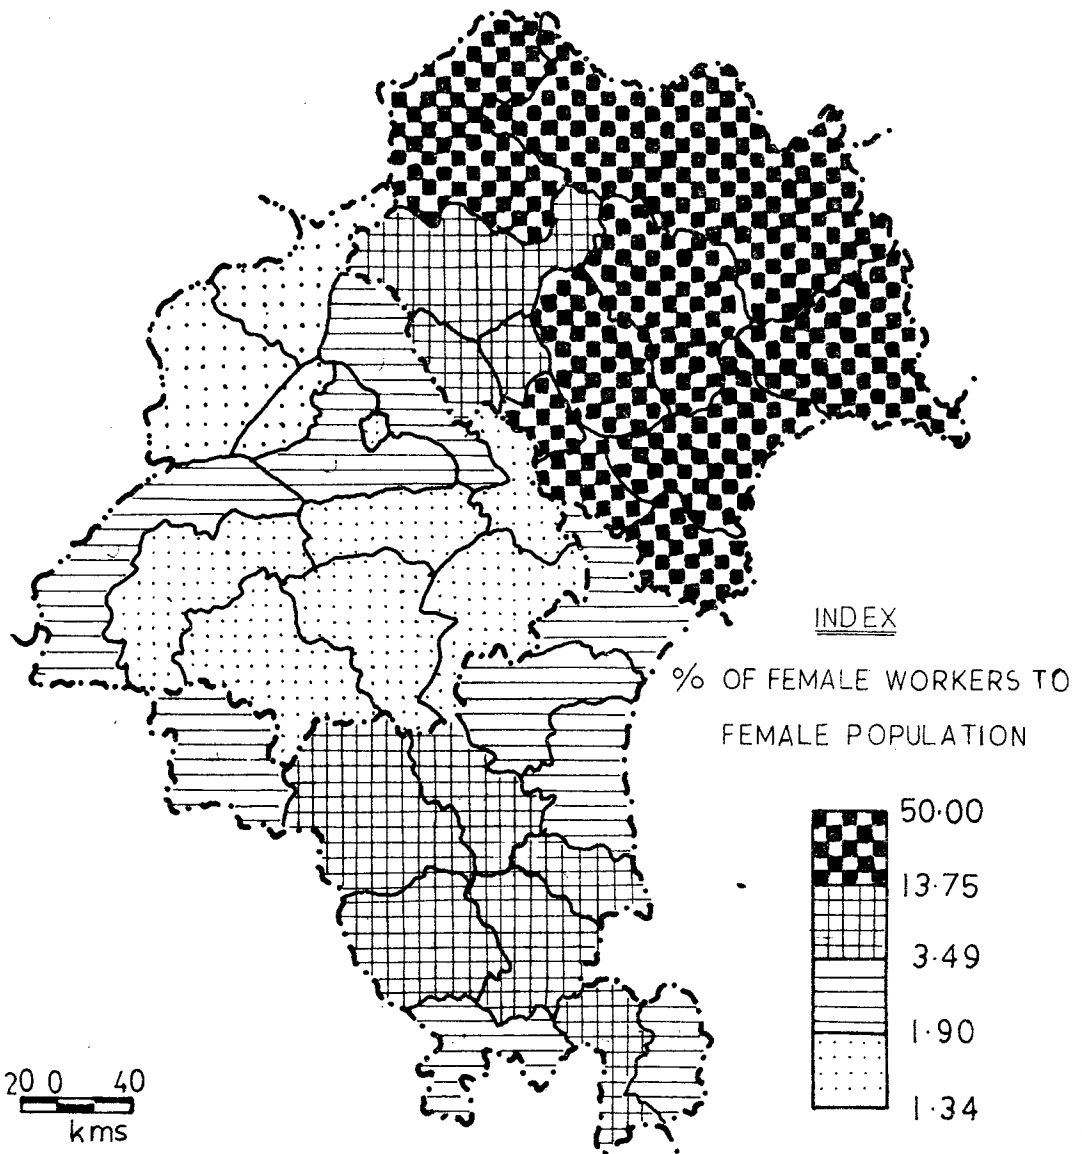 INDEX
% OF FEMALE WORKERS TO
FEMALE POPULATION
50·00
13·75
3·49
1·90
1·34
20 0 40
kms